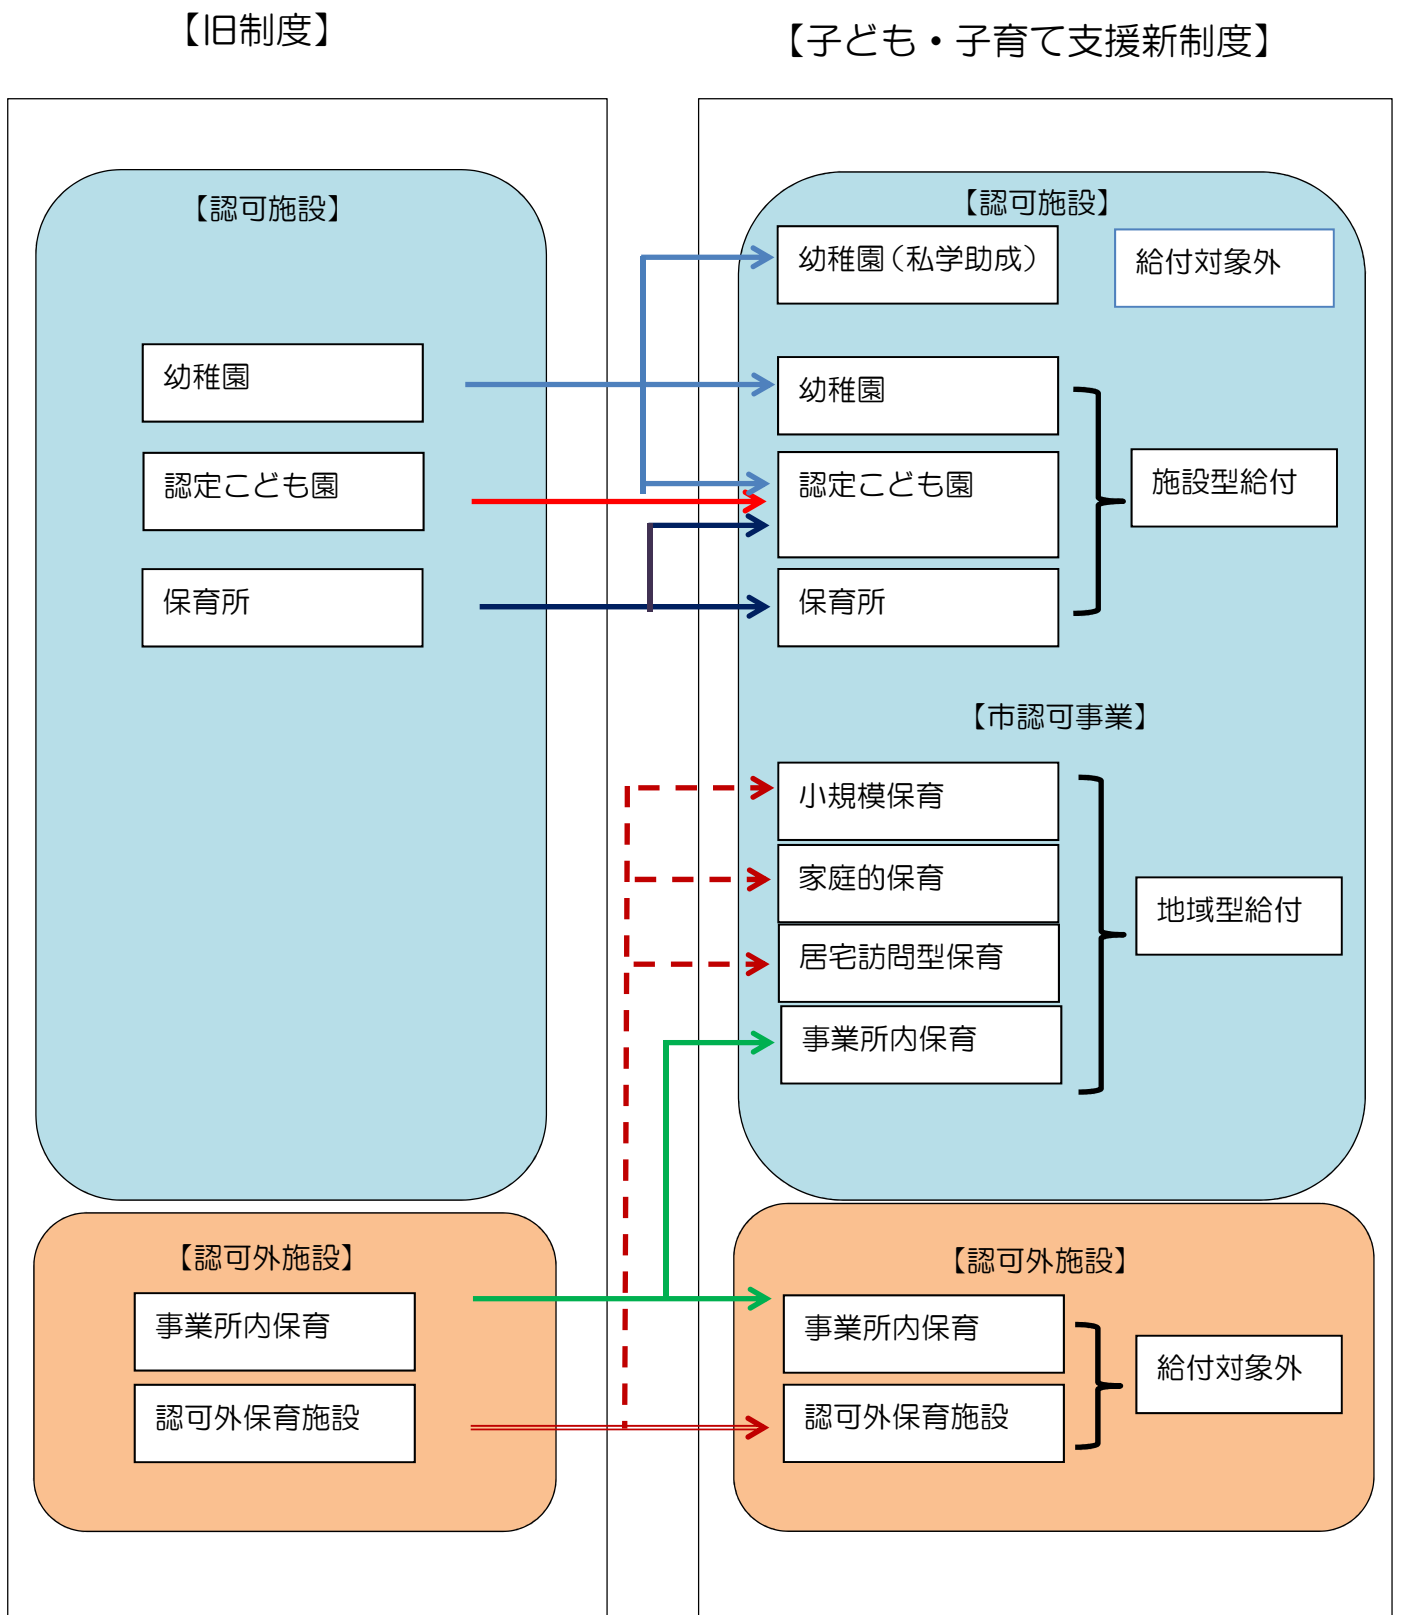 【旧制度】
【認可施設】
幼稚園
認定こども園
保育所
【認可外施設】
事業所内保育
認可外保育施設
【子ども・子育て支援新制度】
【認可施設】
幼稚園（私学助成）
給付対象外
幼稚園
認定こども園
保育所
施設型給付
【市認可事業】
小規模保育
家庭的保育
居宅訪問型保育
事業所内保育
地域型給付
【認可外施設】
事業所内保育
認可外保育施設
給付対象外